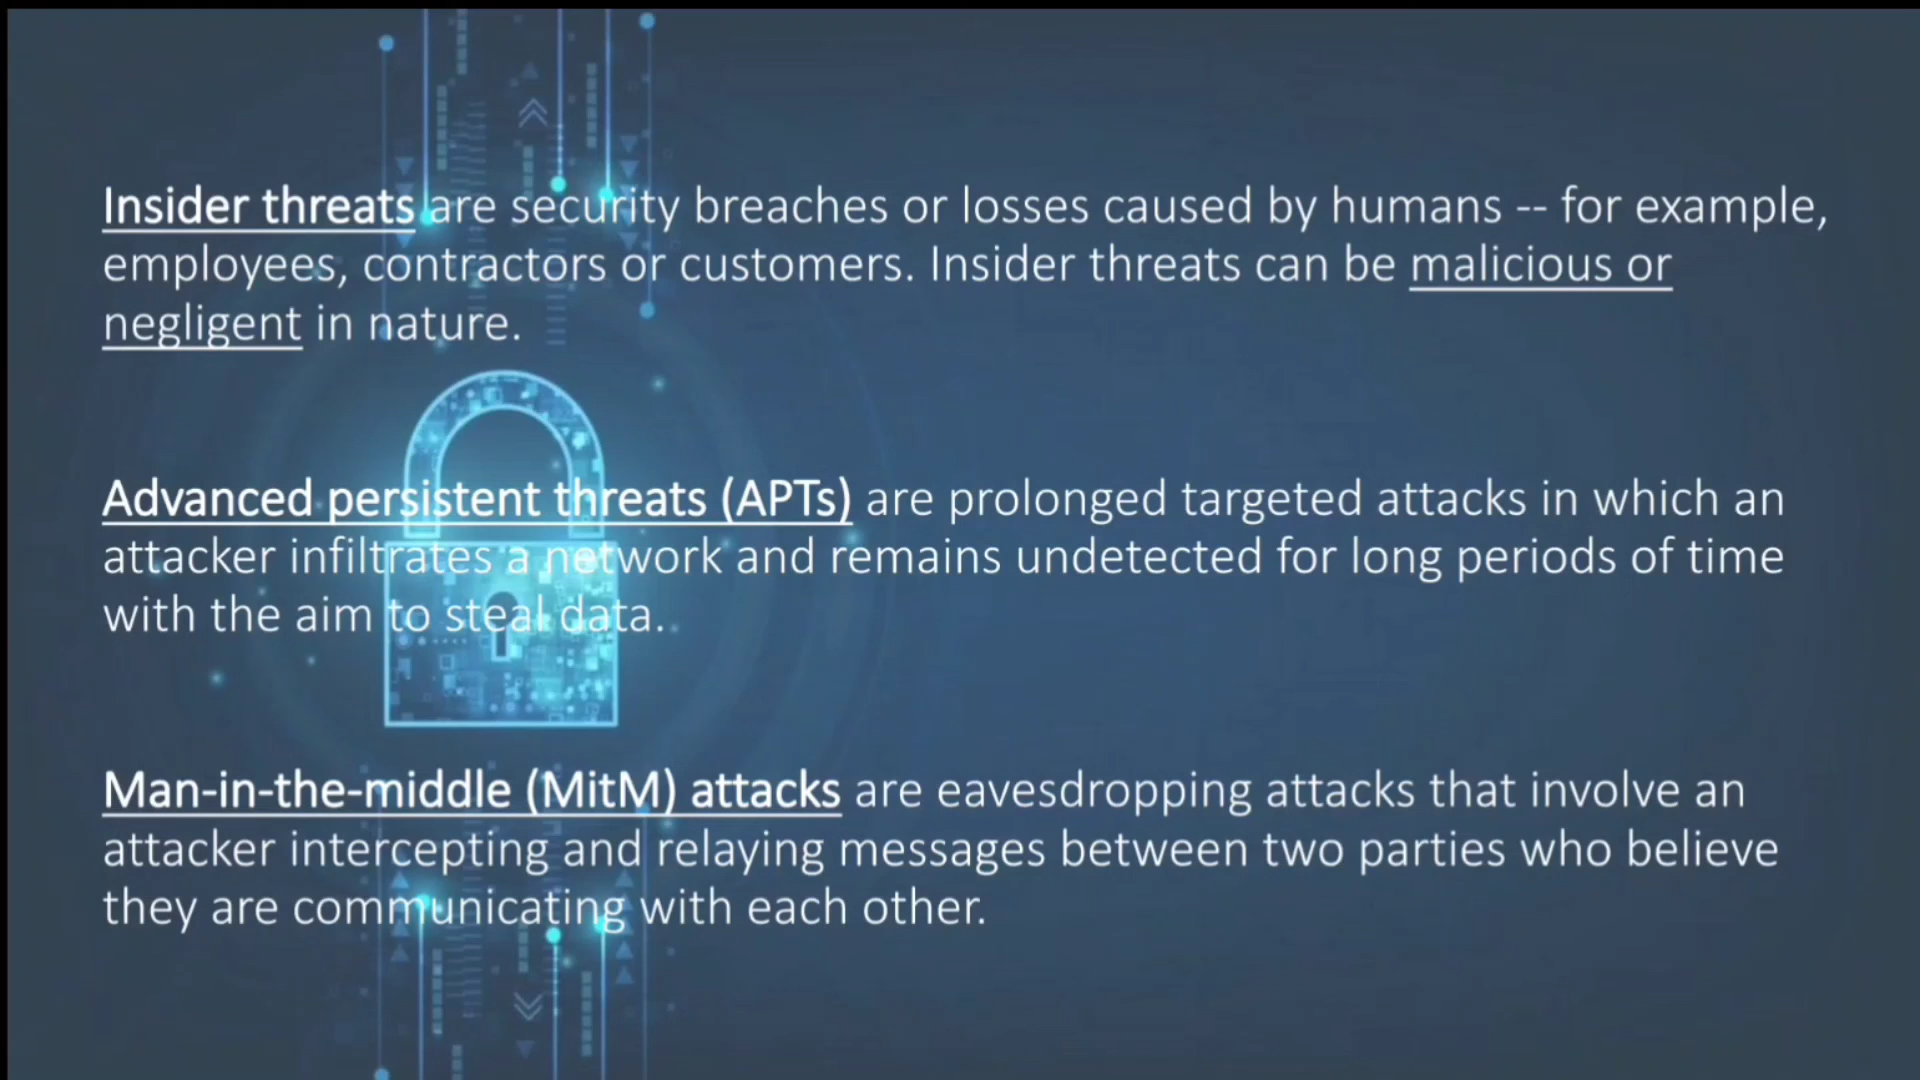 Insider threats are security breaches or losses caused by humans -- for example,
employees, contractors or customers. Insider threats can be malicious or
negligent in nature.
Advanced persistent threats (APTs) are prolonged targeted attacks in which an
attacker infiltrates a network and remains undetected for long periods of time
with the aim to steal data.
Man-in-the-middle (MitM) attacks are eavesdropping attacks that involve an
attacker intercepting and relaying messages between two parties who believe
they are communicating with each other.